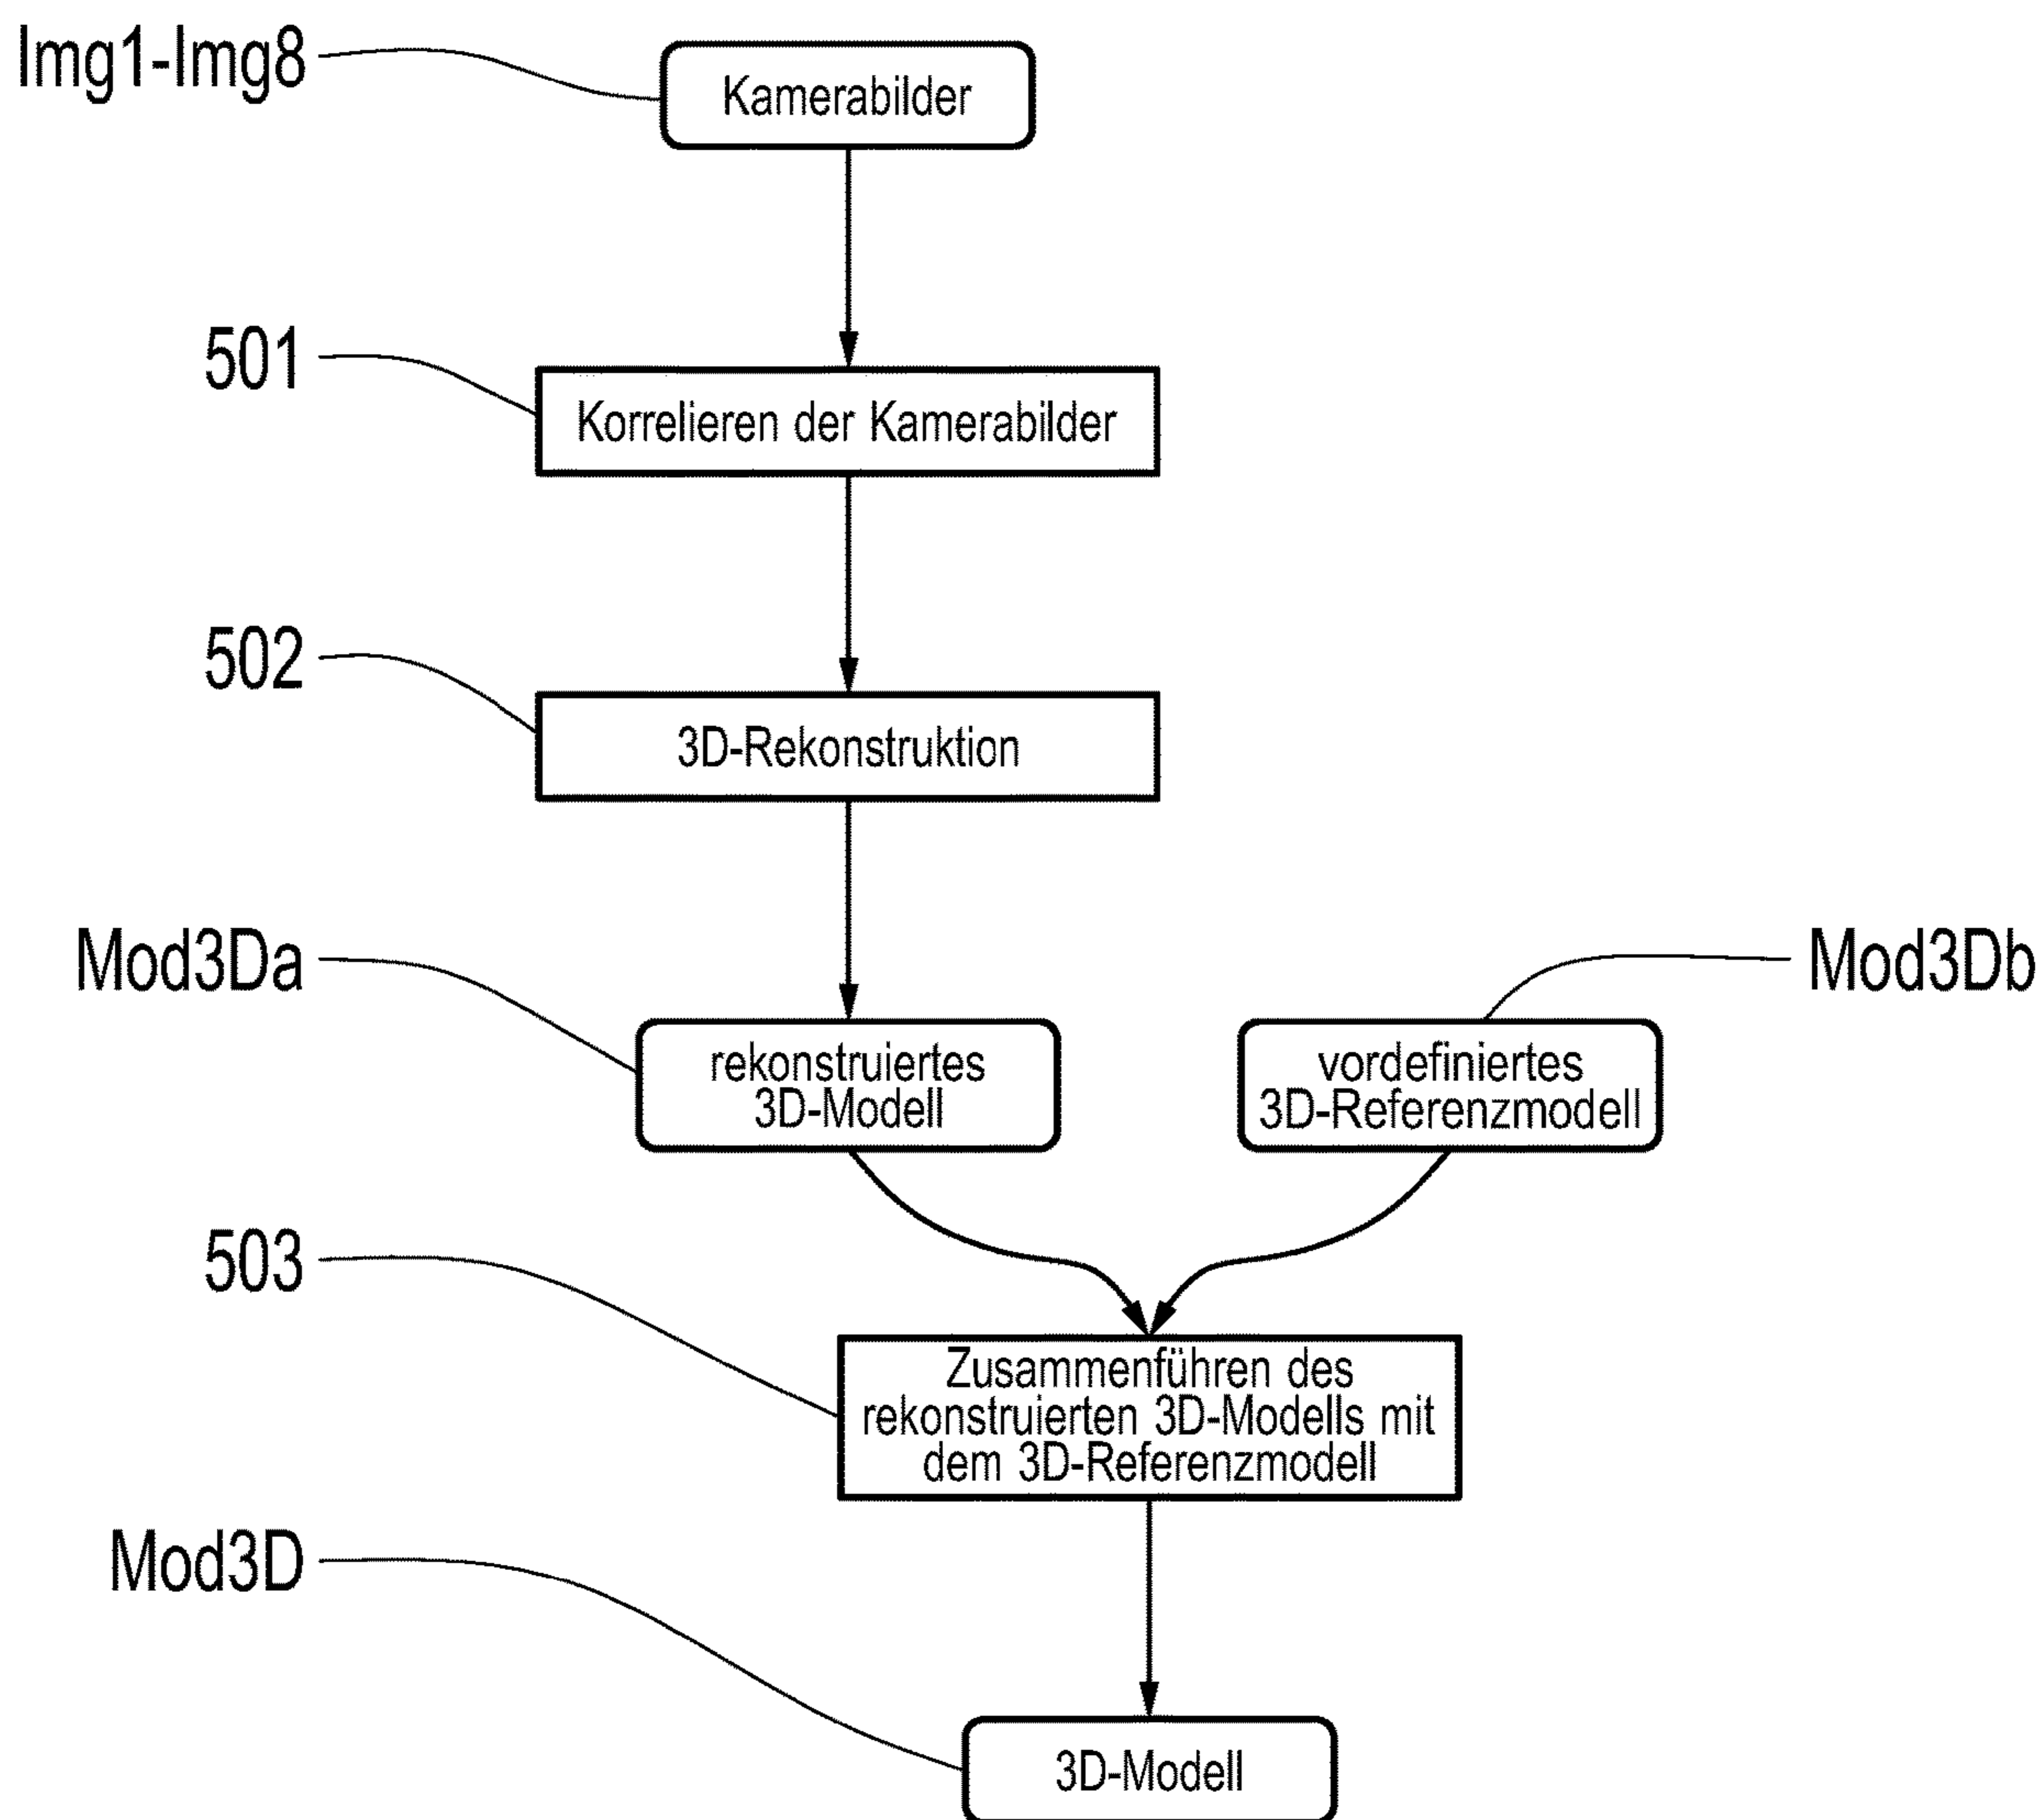 Img1-Img8
Kamerabilder
501
Korrelieren der Kamerabilder
502
3D-Rekonstruktion
Mod3Da
Mod3Db
rekonstruiertes
3D-Modell
vordefiniertes
3D-Referenzmodell
503
Zusammenführen des
rekonstruierten 3D-Modells mit
dem 3D-Referenzmodell
Mod3D
3D-Modell